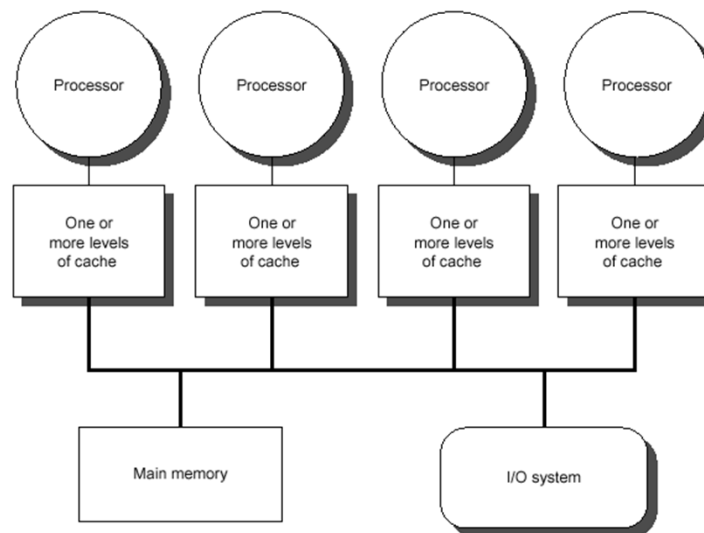 Processor
Processor
Processor
Processor
One or
more levels
of cache
One or
more levels
of cache
One or
more levels
of cache
One or
more levels
of cache
Main memory
I/O system